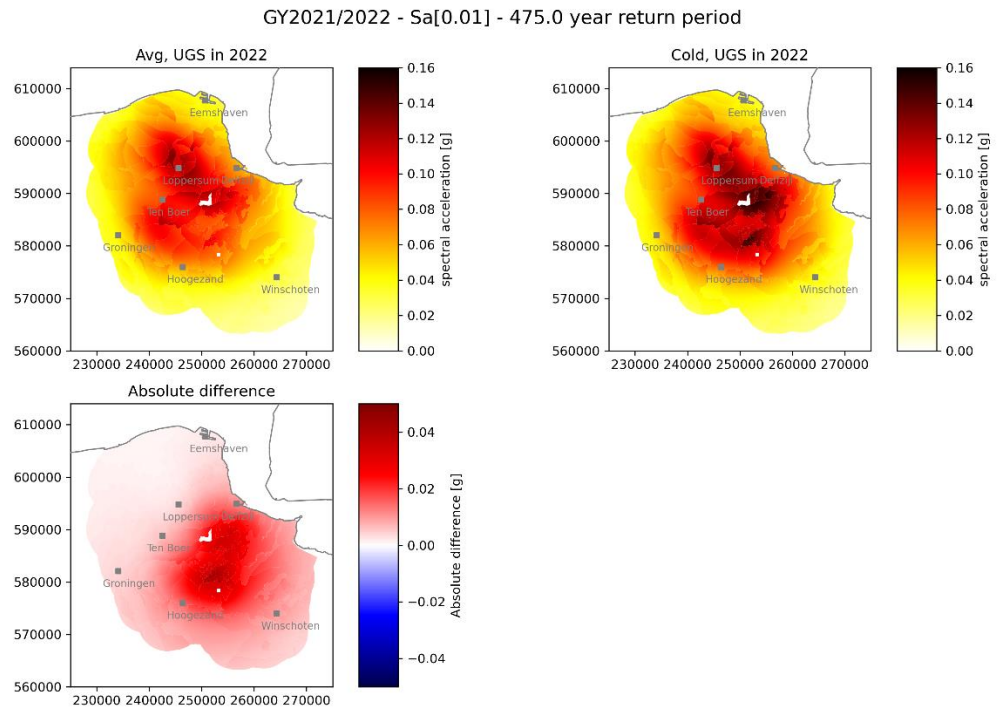 GY2021/2022 - Sa[0.01] - 475.0 year return period
Avg, UGS in 2022
610000
600000
590000
580000
570000
560000
230000 240000 250000 260000 270000
Eemshaven
Loppersum Delfzijl
Ten Boer
Groningen
Hoogezand
Winschoten
0.16
0.14
0.12
0.10
0.08
0.06
0.04
0.02
0.00
spectral acceleration [g]
Cold, UGS in 2022
610000
600000
590000
580000
570000
560000
230000 240000 250000 260000 270000
Eemshaven
Loppersum Delfzijl
Ten Boer
Groningen
Hoogezand
Winschoten
0.16
0.14
0.12
0.10
0.08
0.06
0.04
0.02
0.00
spectral acceleration [g]
Absolute difference
610000
600000
590000
580000
570000
560000
230000 240000 250000 260000 270000
Eemshaven
Loppersum Delfzijl
Ten Boer
Groningen
Hoogezand
Winschoten
0.04
0.02
0.00
−0.02
−0.04
Absolute difference [g]